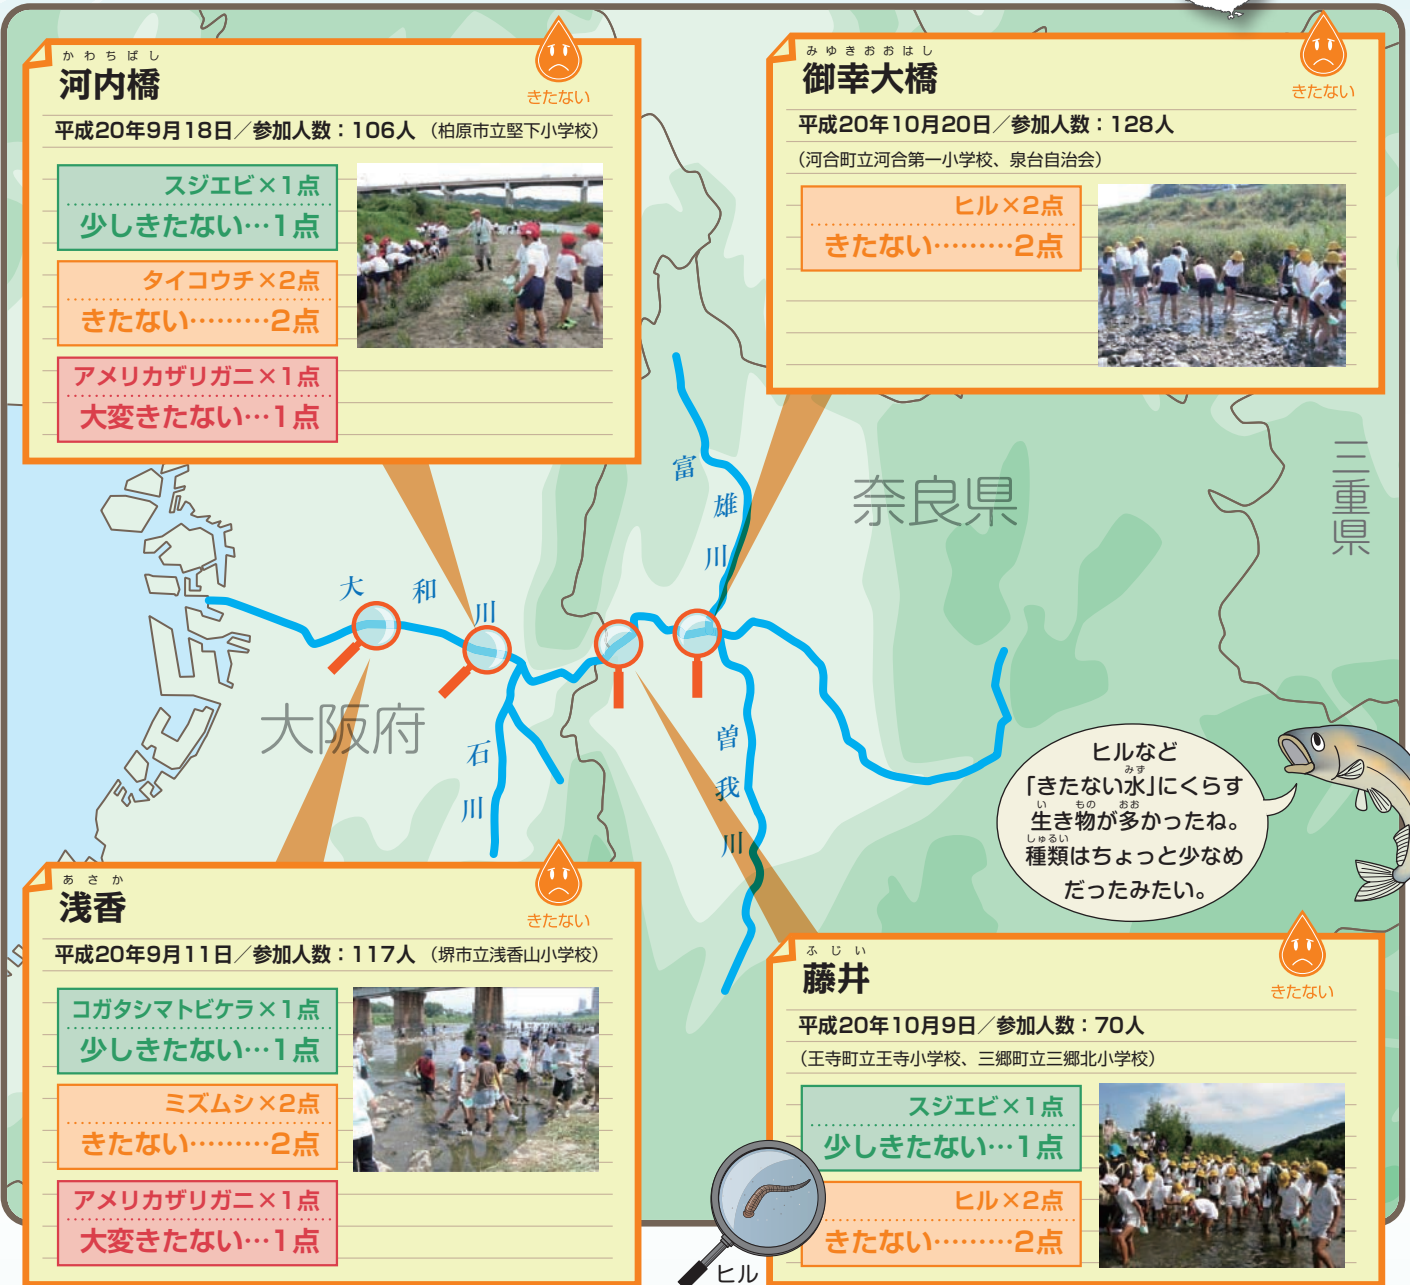 かわちばし
河内橋
きたない
平成20年9月18日／参加人数：106人（柏原市立堅下小学校）
スジエビ×1点
少しきたない…1点
タイコウチ×2点
きたない………2点
アメリカザリガニ×1点
大変きたない…1点
みゆきおおはし
御幸大橋
きたない
平成20年10月20日／参加人数：128人
（河合町立河合第一小学校、泉台自治会）
ヒル×2点
きたない………2点
富雄川
奈良県
三重県
大和川
大阪府
石川
曽我川
ヒルなど
みず
「きたない水」にくらす
い もの おお
生き物が多かったね。
しゅるい
種類はちょっと少なめ
だったみたい。
あさか
浅香
きたない
平成20年9月11日／参加人数：117人（堺市立浅香山小学校）
コガタシマトビケラ×1点
少しきたない…1点
ミズムシ×2点
きたない………2点
アメリカザリガニ×1点
大変きたない…1点
ふじい
藤井
きたない
平成20年10月9日／参加人数：70人
（王寺町立王寺小学校、三郷町立三郷北小学校）
スジエビ×1点
少しきたない…1点
ヒル×2点
きたない………2点
ヒル